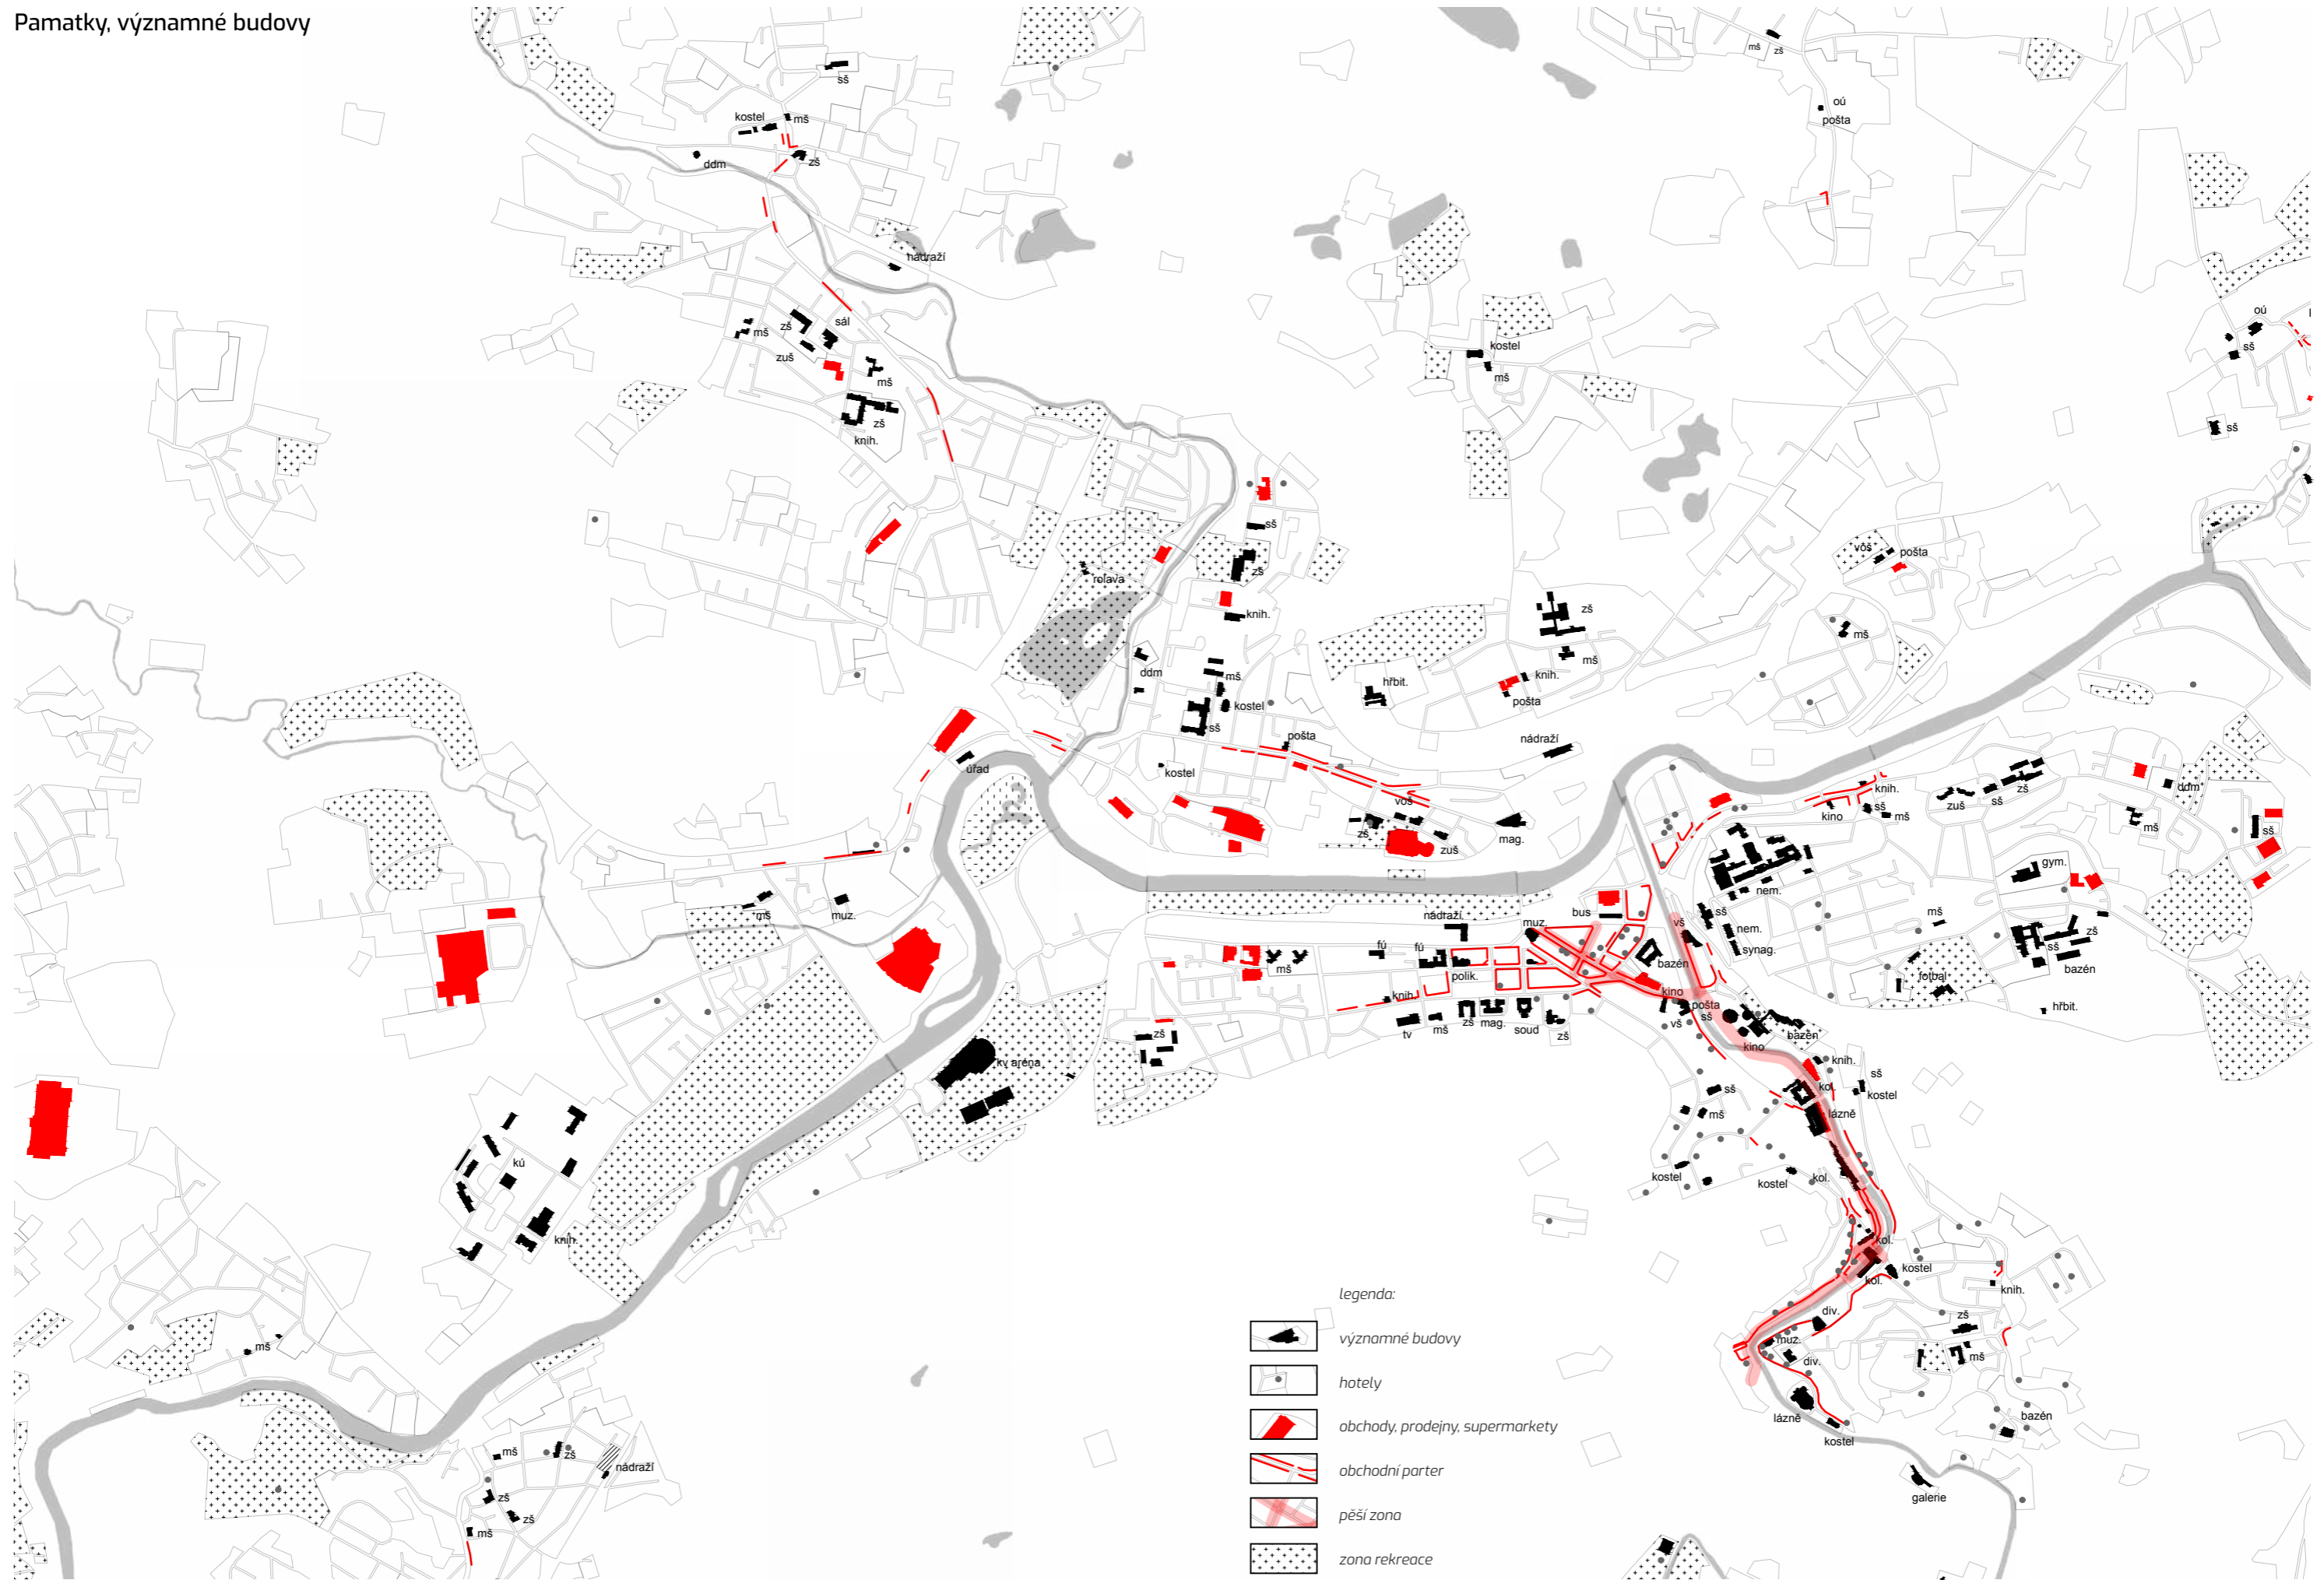 Pamatky, významné budovy
mš
zš
sš
oú
pošta
kostel
mš
zš
ddm
nádraží
oú
sš
sš
sál
zš
mš
zuš
mš
zš
knih.
kostel
mš
sš
zš
rolava
knih.
voš
pošta
zš
mš
mš
ddm
mš
kostel
sš
hřbit.
knih.
pošta
pošta
nádraží
kostel
úřad
voš
zš
zuš
mag.
knih.
kino
sš
mš
zuš
sš
zš
ddm
mš
sš
gym.
nem.
mš
muz.
nádraží
muz.
bus
vš
sš
nem.
synag.
mš
fú
fú
polik.
mš
bazén
kino
pošta
sš
vš
knih.
tv
mš
zš
mag.
soud
zš
zš
sš
zš
bazén
fotbal
hřbit.
kino
bazén
kv aréna
knih.
kol.
sš
kostel
lázně
sš
mš
kostel
kostel
kol.
kú
knih.
kol.
kostel
kol.
knih.
div.
zš
muz.
div.
mš
lázně
kostel
bazén
galerie
mš
mš
zš
nádraží
zš
zš
mš
legenda:
významné budovy
hotely
obchody, prodejny, supermarkety
obchodní parter
pěší zona
zona rekreace